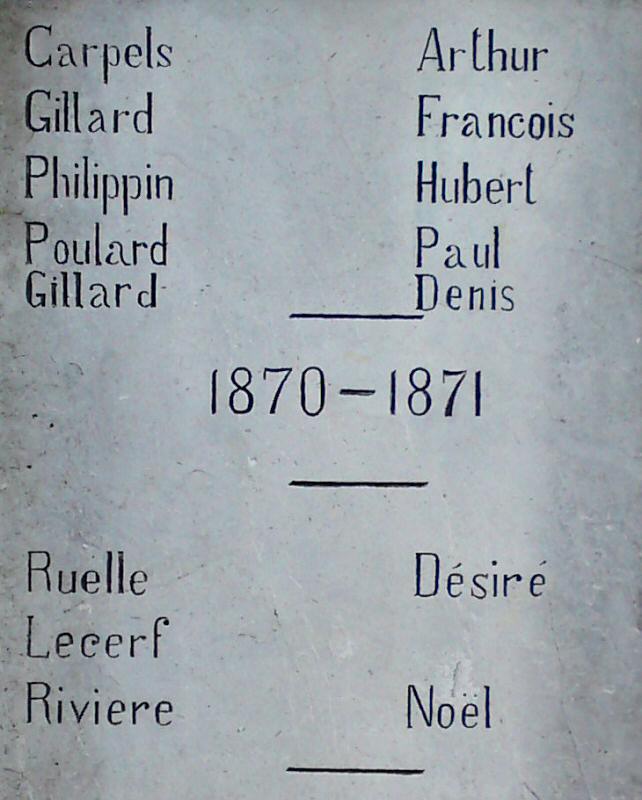 Carpels Arthur
Gillard Francois
Philippin Hubert
Poulard Paul
Gillard Denis
1870-1871
Ruelle Désiré
Lecerf
Riviere Noël